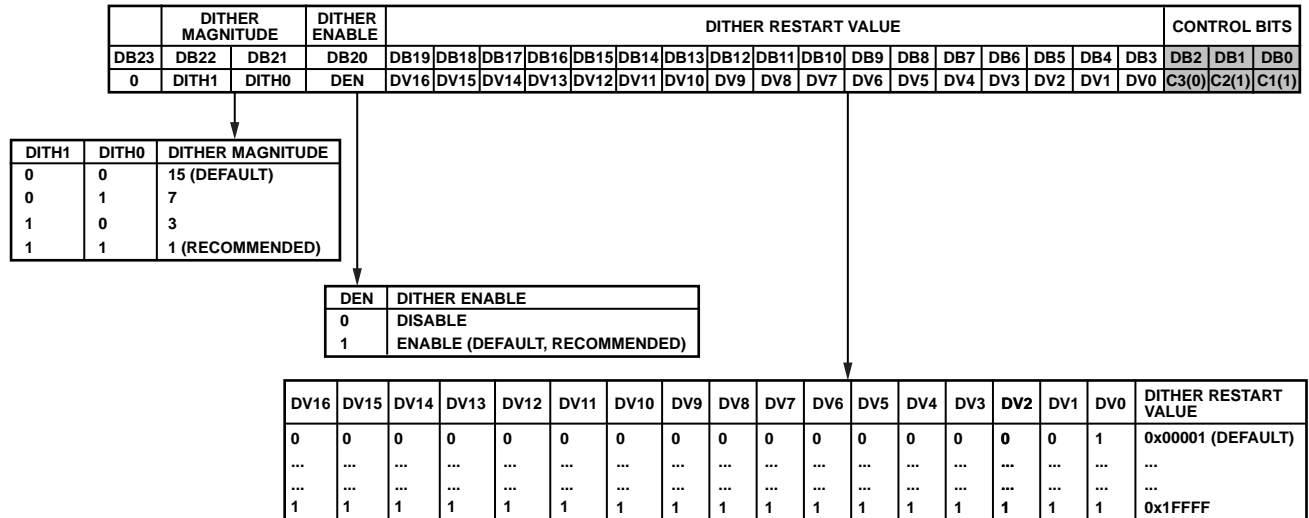 DITHER MAGNITUDE DITHER ENABLE DITHER RESTART VALUE CONTROL BITS
DB23 DB22 DB21 DB20 DB19 DB18 DB17 DB16 DB15 DB14 DB13 DB12 DB11 DB10 DB9 DB8 DB7 DB6 DB5 DB4 DB3 DB2 DB1 DB0
0 DITH1 DITH0 DEN DV16 DV15 DV14 DV13 DV12 DV11 DV10 DV9 DV8 DV7 DV6 DV5 DV4 DV3 DV2 DV1 DV0 C3(0) C2(1) C1(1)
DITH1 DITH0 DITHER MAGNITUDE
0 0 15 (DEFAULT)
0 1 7
1 0 3
1 1 1 (RECOMMENDED)
DEN DITHER ENABLE
0 DISABLE
1 ENABLE (DEFAULT, RECOMMENDED)
DV16 DV15 DV14 DV13 DV12 DV11 DV10 DV9 DV8 DV7 DV6 DV5 DV4 DV3 DV2 DV1 DV0 DITHER RESTART VALUE
0 0 0 0 0 0 0 0 0 0 0 0 0 0 0 0 1 0x00001 (DEFAULT)
... ... ... ... ... ... ... ... ... ... ... ... ... ... ... ... ... ...
... ... ... ... ... ... ... ... ... ... ... ... ... ... ... ... ... ...
1 1 1 1 1 1 1 1 1 1 1 1 1 1 1 1 1 0x1FFFF